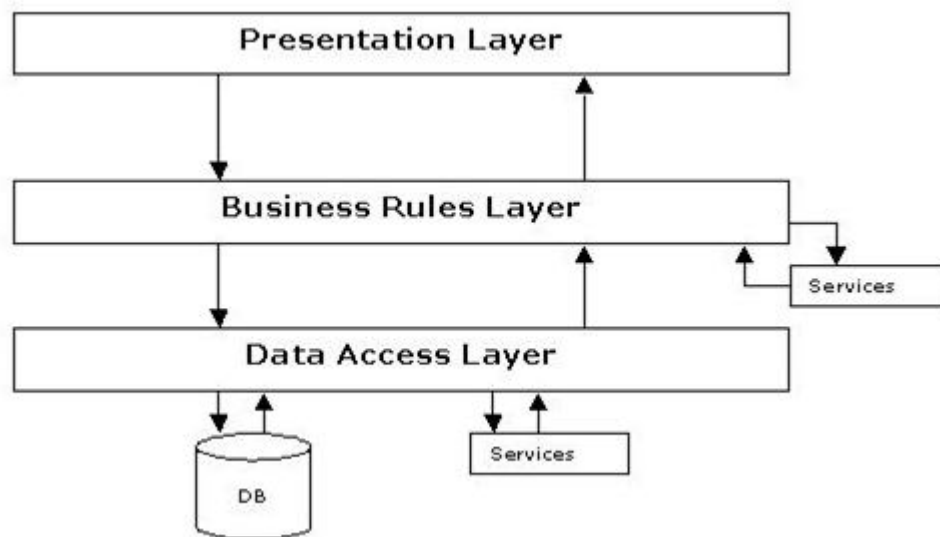 Presentation Layer
Business Rules Layer
Services
Data Access Layer
Services
DB